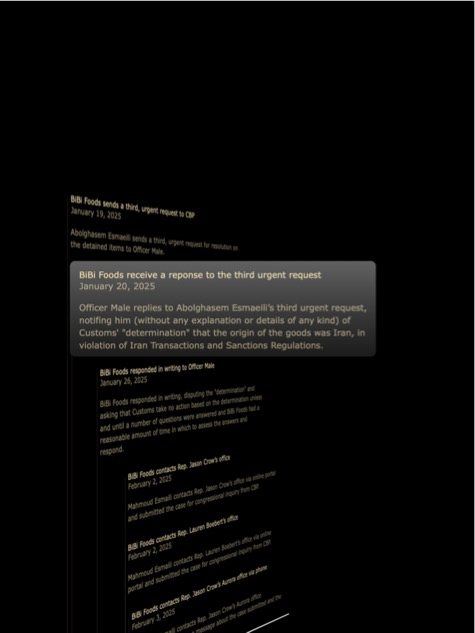 BiBi Foods sends a third, urgent request to CBP
January 19, 2025
Abolghasem Esmaeili sends a third, urgent request for resolution on
the detained items to Officer Male.
BiBi Foods receive a reponse to the third urgent request
January 20, 2025
Officer Male replies to Abolghasem Esmaeili's third urgent request,
notifing him (without any explanation or details of any kind) of
Customs' "determination" that the origin of the goods was Iran, in
violation of Iran Transactions and Sanctions Regulations.
BiBi Foods responded in writing to Officer Male
January 26, 2025
BiBi Foods responded in writing, disputing the "determination" and
asking that Customs take no action based on the determination unless
and until a number of questions were answered and BiBi Foods had a
reasonable amount of time in which to assess the answers and
respond.
BiBi Foods contacts Rep. Jason Crow's office
February 2, 2025
Mahmoud Esmaili contacts Rep. Jason Crow's office via online portal
and submitted the case for congressional inquiry from CBP.
BiBi Foods contacts Rep. Lauren Boebert's office
February 2, 2025
Mahmoud Esmaili contacts Rep. Lauren Boebert's office via online
portal and submitted the case for congressional inquiry from CBP.
BiBi Foods contacts Rep. Jason Crow's Aurora office via phone
February 3, 2025
Esmaili contacts Rep. Jason Crow's Aurora office
message about the case submitted and the